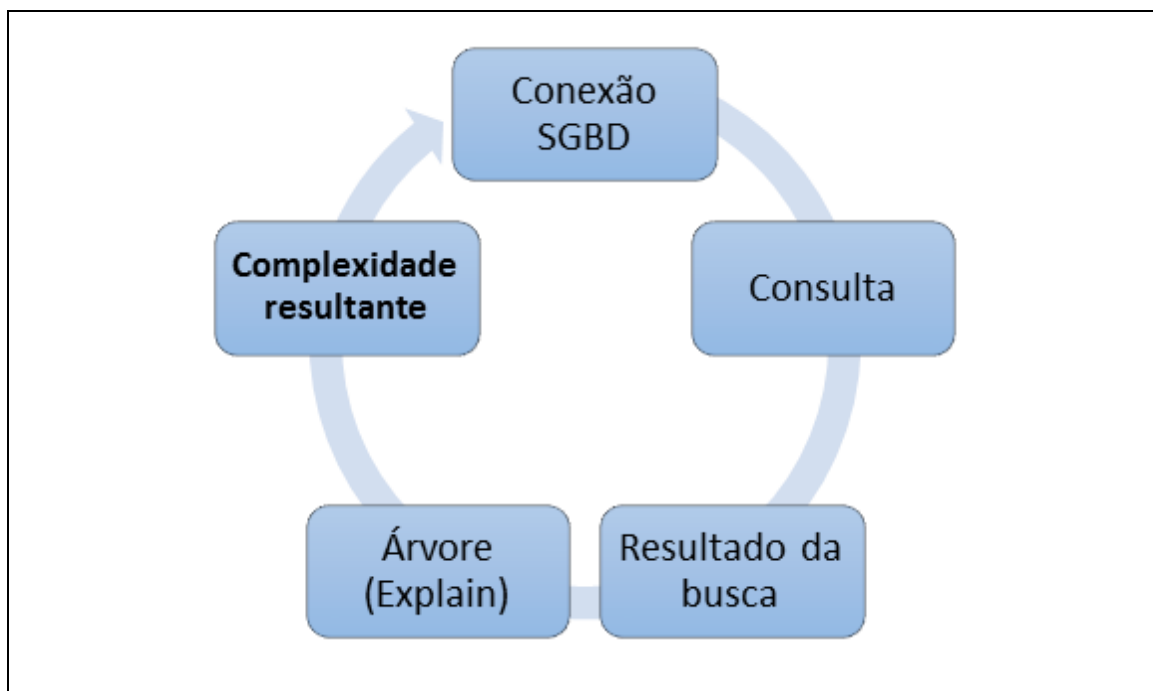 Conexão
SGBD
Consulta
Resultado da
busca
Árvore
(Explain)
Complexidade
resultante